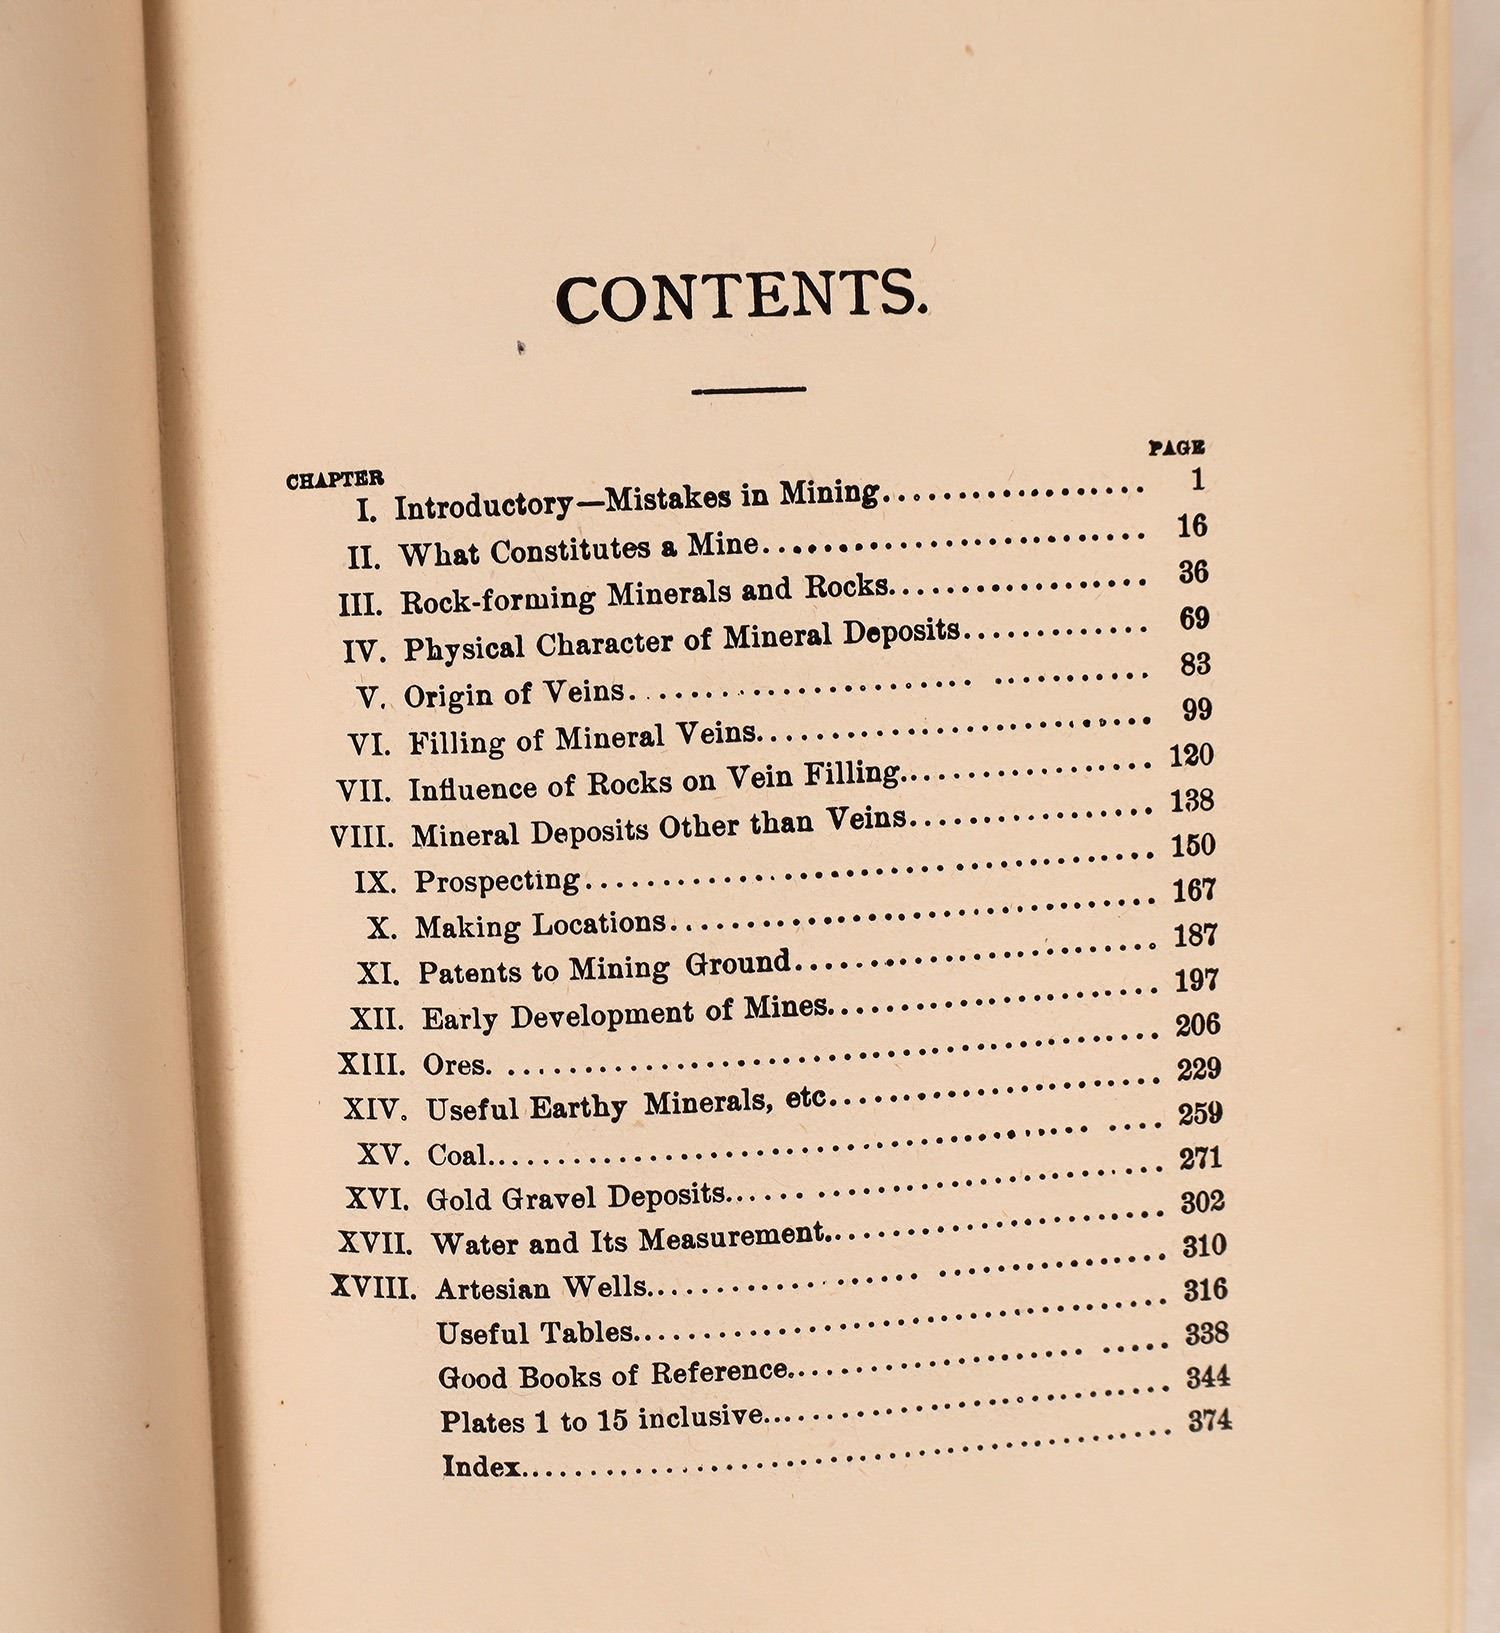 CONTENTS.
CHAPTER PAGE
I. Introductory—Mistakes in Mining 1
II. What Constitutes a Mine 16
III. Rock-forming Minerals and Rocks 36
IV. Physical Character of Mineral Deposits 69
V. Origin of Veins 83
VI. Filling of Mineral Veins 99
VII. Influence of Rocks on Vein Filling 120
VIII. Mineral Deposits Other than Veins 138
IX. Prospecting 150
X. Making Locations 167
XI. Patents to Mining Ground 187
XII. Early Development of Mines 197
XIII. Ores. 206
XIV. Useful Earthy Minerals, etc. 229
XV. Coal 259
XVI. Gold Gravel Deposits 271
XVII. Water and Its Measurement 302
XVIII. Artesian Wells 310
Useful Tables 316
Good Books of Reference 338
Plates 1 to 15 inclusive 344
Index 374